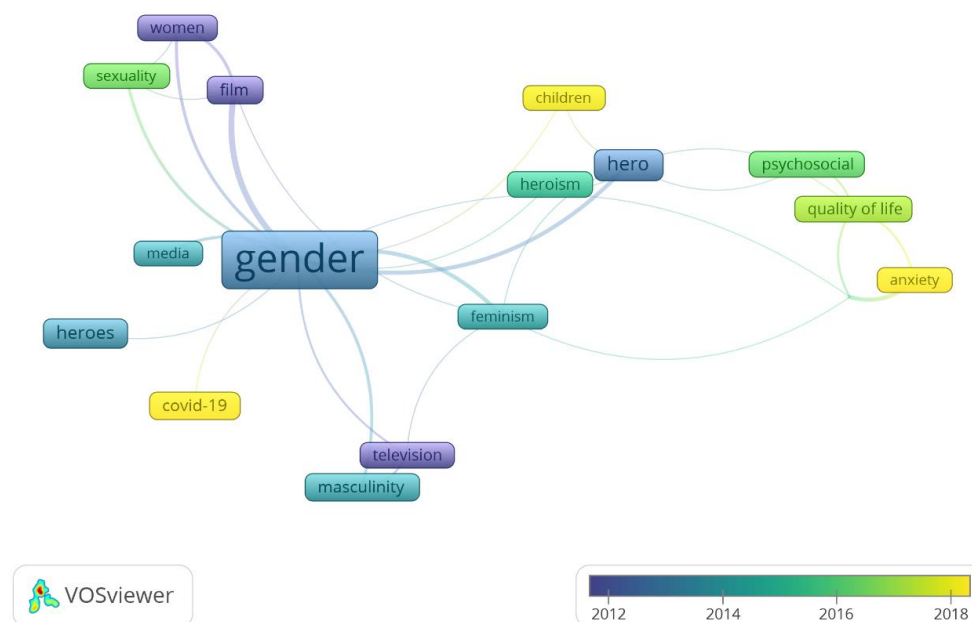 women
sexuality
film
children
hero
psychosocial
heroism
quality of life
media
gender
anxiety
feminism
heroes
covid-19
television
masculinity
VOSviewer
2012 2014 2016 2018